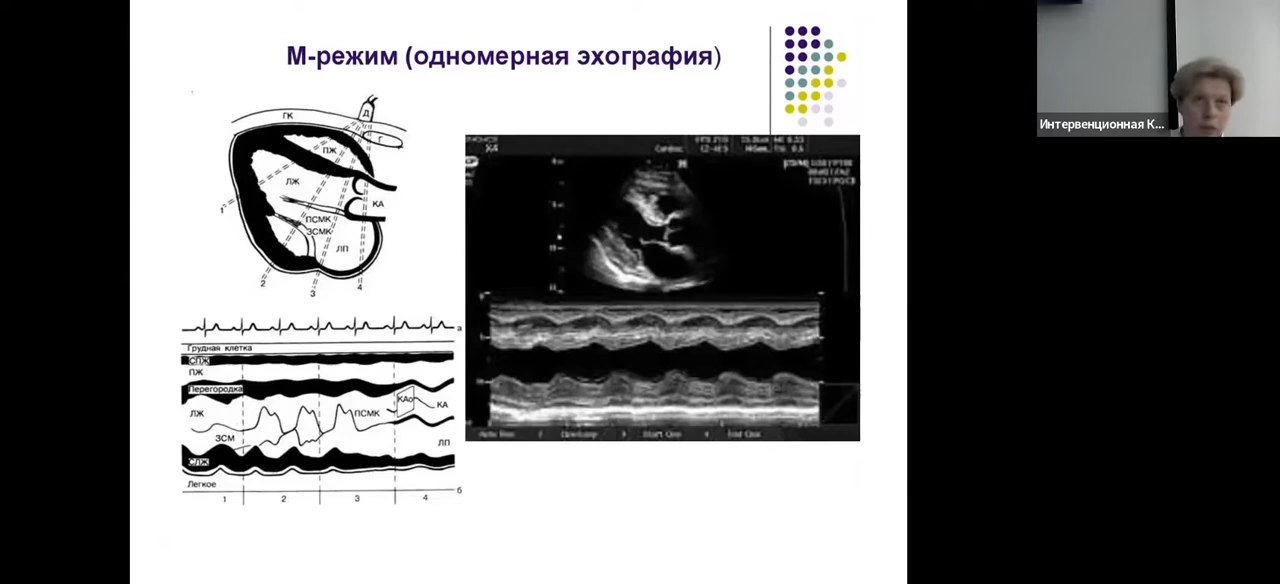 М-режим (одномерная эхография)
Интервенционная К...
ГК
Д
Г
ПЖ
ЛЖ
КА
ПСМК
ЗСМК
ЛП
1
2
3
4
а
Грудная клетка
СПЖ
ПЖ
Перегородка
ЛЖ
ПСМК
КАо
КА
ЗСМ
ЛП
СЛЖ
Легкое
б
1 2 3 4
X4